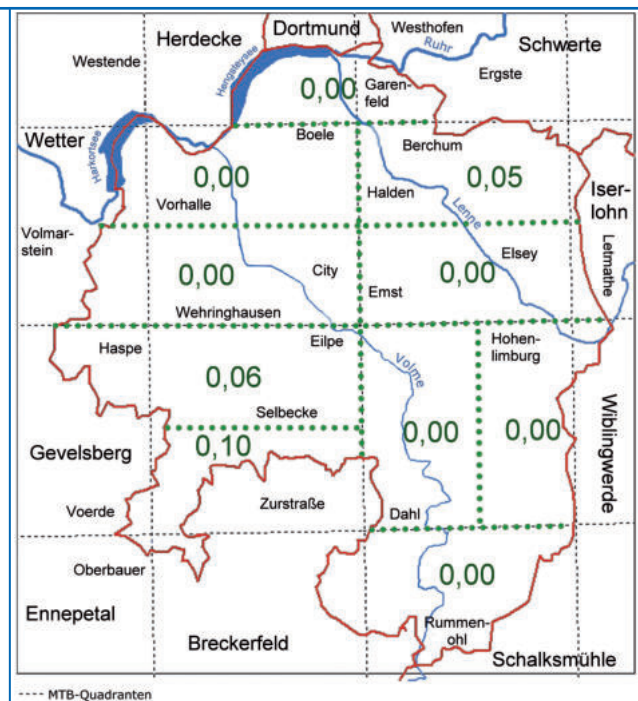 Dortmund
Westhofen
Herdecke
Ruhr
Schwerte
Westende
Hengsteysee
Ergste
0,00
Garen-
feld
Wetter
Harkortsee
Boele
Berchum
0,00
0,05
Iser-
lohn
Halden
Vorhalle
Lenne
Volmar-
stein
Letmathe
City
Elsey
0,00
0,00
Emst
Wehringhausen
Eilpe
Hohen-
limburg
Haspe
Volme
0,06
Selbecke
Wiblingwerde
Gevelsberg
0,10
0,00
0,00
Zurstraße
Voerde
Dahl
Oberbauer
0,00
Ennepetal
Rummen-
ohl
Breckerfeld
Schalksmühle
---- MTB-Quadranten